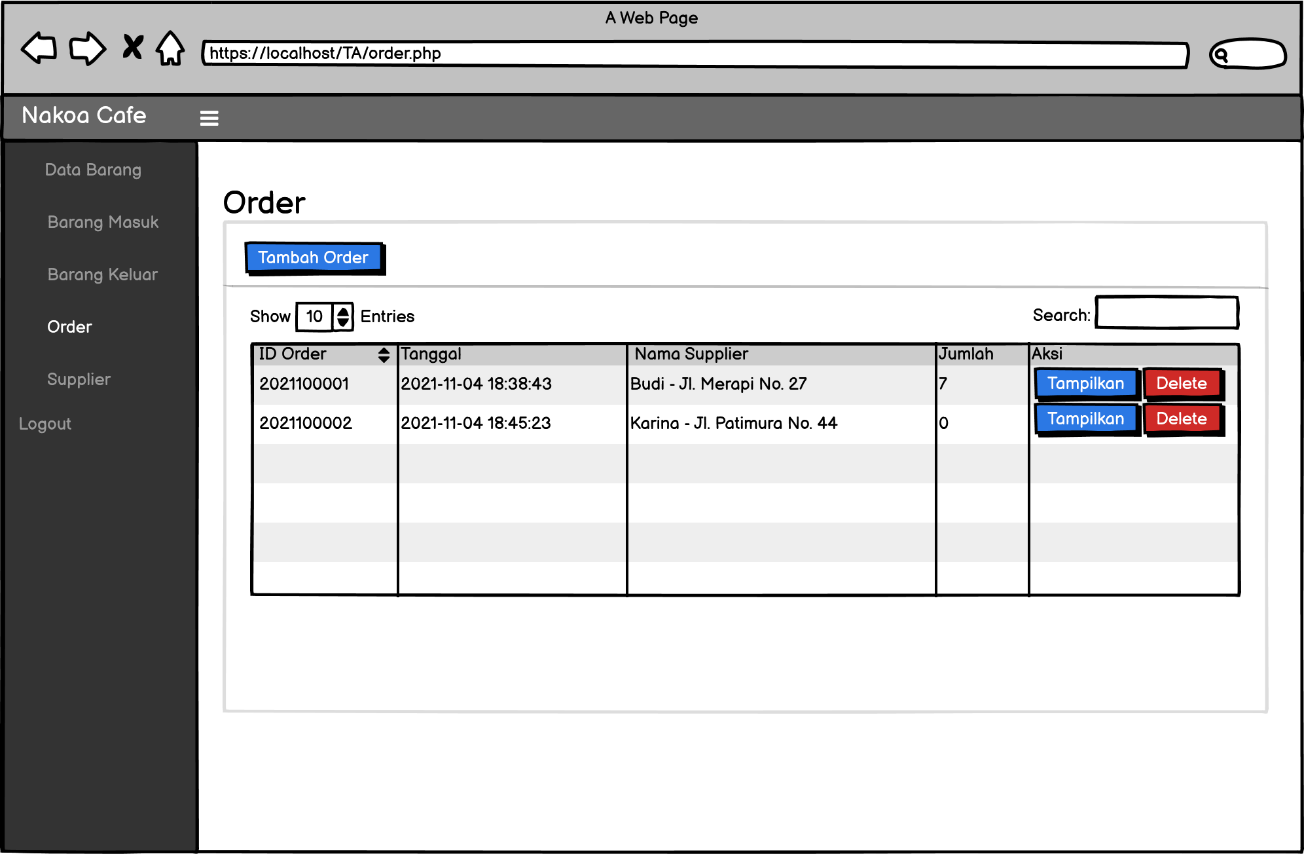 A Web Page
https://localhost/TA/order.php
Nakoa Cafe
Data Barang
Barang Masuk
Barang Keluar
Order
Supplier
Logout
Order
Tambah Order
Show 10 Entries
Search:
ID Order Tanggal Nama Supplier Jumlah Aksi
2021100001 2021-11-04 18:38:43 Budi - Jl. Merapi No. 27 7 Tampilkan Delete
2021100002 2021-11-04 18:45:23 Karina - Jl. Patimura No. 44 0 Tampilkan Delete